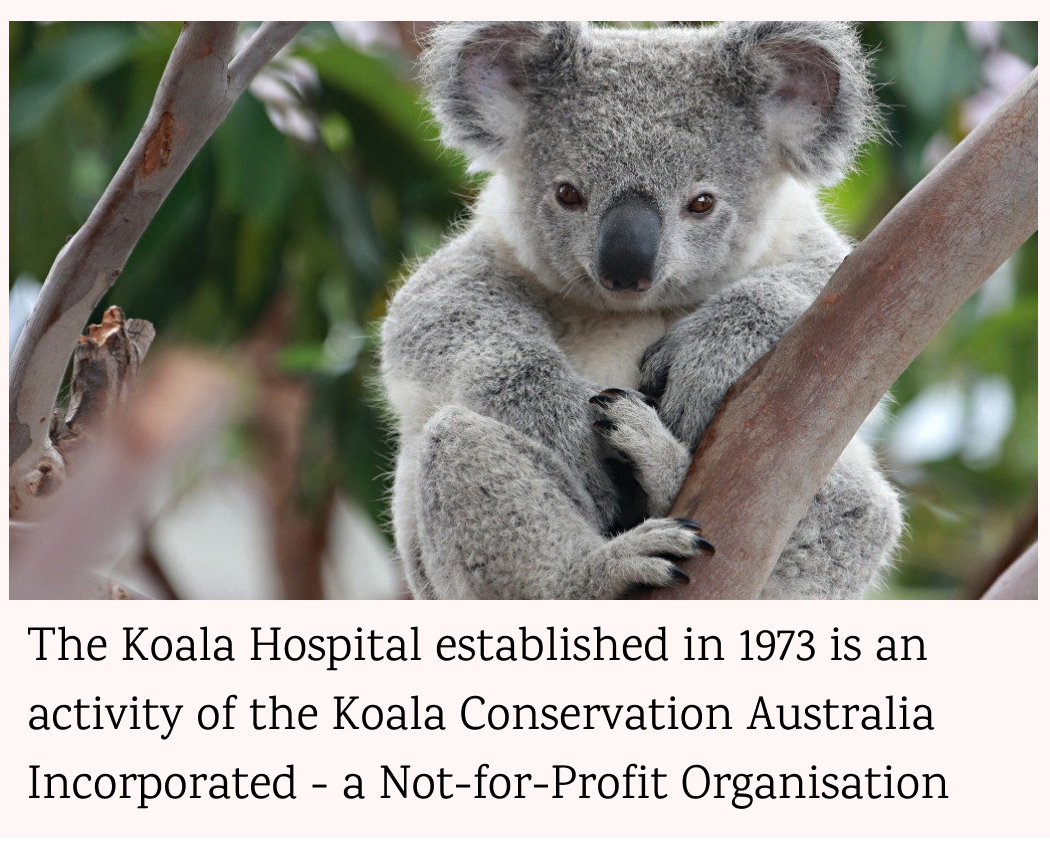 The Koala Hospital established in 1973 is an
activity of the Koala Conservation Australia
Incorporated - a Not-for-Profit Organisation